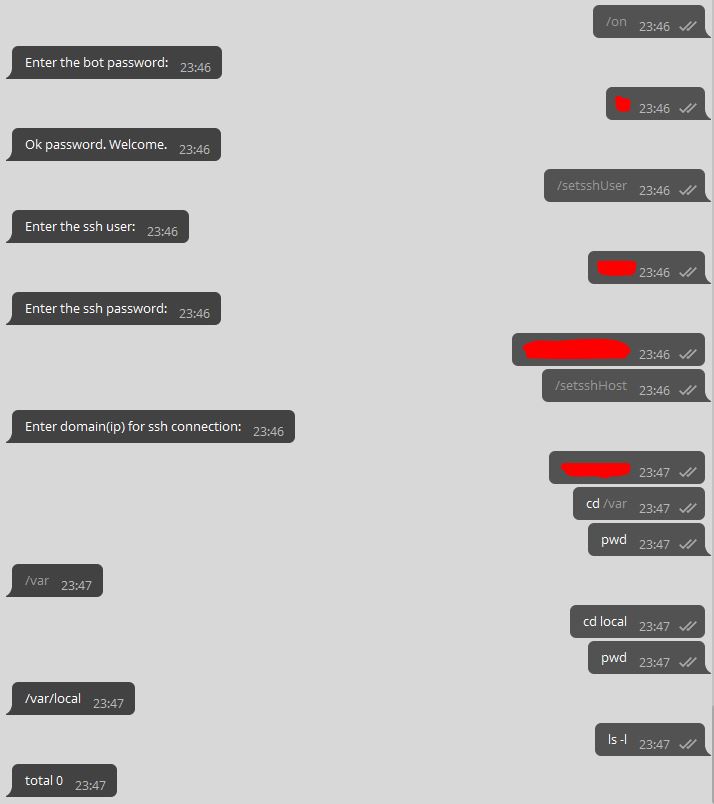 /on 23:46
Enter the bot password: 23:46
23:46
Ok password. Welcome. 23:46
/setsshUser 23:46
Enter the ssh user: 23:46
23:46
Enter the ssh password: 23:46
23:46
/setsshHost 23:46
Enter domain(ip) for ssh connection: 23:46
23:47
cd /var 23:47
pwd 23:47
/var 23:47
cd local 23:47
pwd 23:47
/var/local 23:47
ls -l 23:47
total 0 23:47